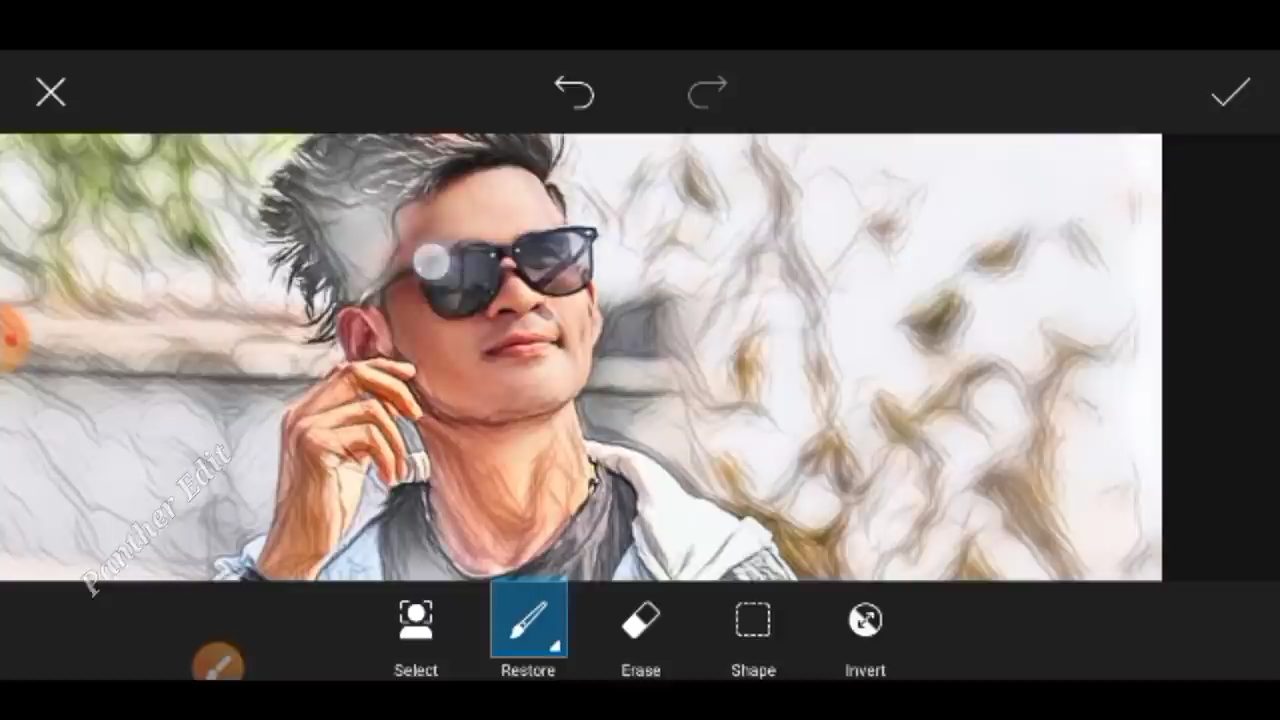 Panther Edit
Select
Restore
Erase
Shape
Invert